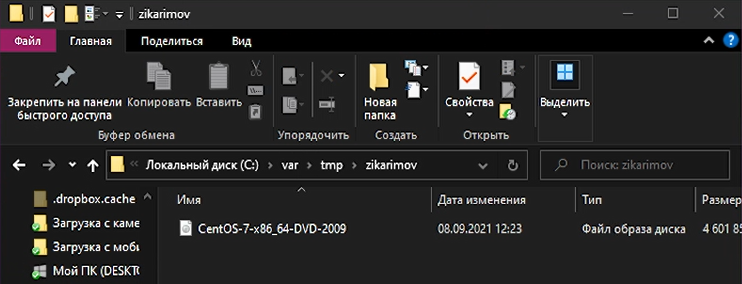 zikarimov
Файл Главная Поделиться Вид
Закрепить на панели быстрого доступа
Копировать
Вставить
Новая папка
Свойства
Выделить
Буфер обмена Упорядочить Создать Открыть
Локальный диск (C:) var tmp zikarimov Поиск: zikarimov
.dropbox.cache
Загрузка с каме
Загрузка с моби
Мой ПК (DESKT
Имя Дата изменения Тип Размер
CentOS-7-x86_64-DVD-2009 08.09.2021 12:23 Файл образа диска 4 601 85